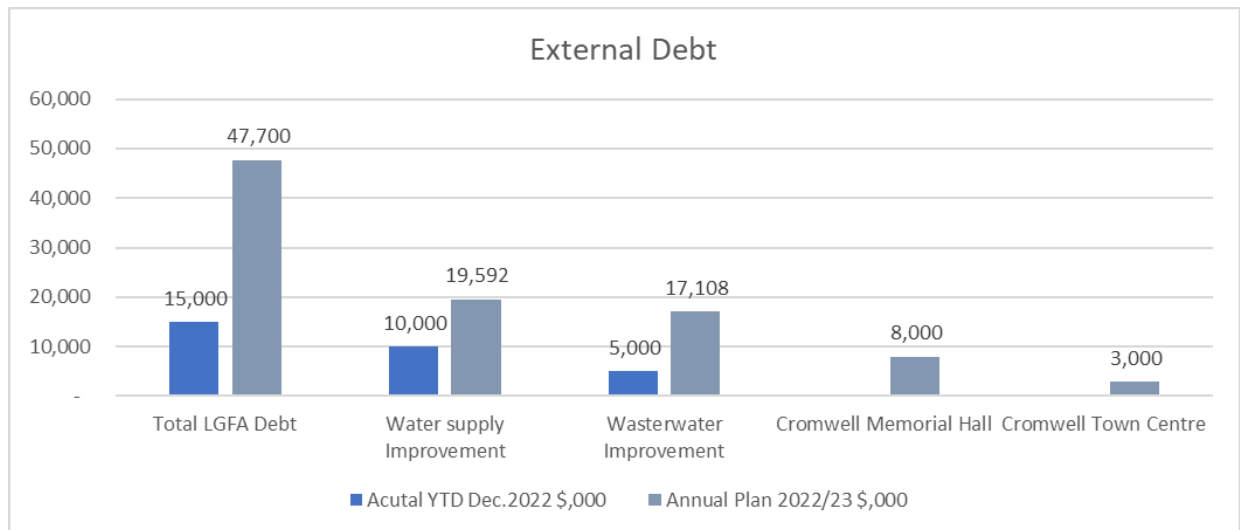 External Debt
60,000
50,000
40,000
30,000
20,000
10,000
-
47,700
15,000
19,592
10,000
17,108
5,000
8,000
3,000
Total LGFA Debt
Water supply
Improvement
Wasterwater
Improvement
Cromwell Memorial Hall
Cromwell Town Centre
Acutal YTD Dec.2022 $,000
Annual Plan 2022/23 $,000